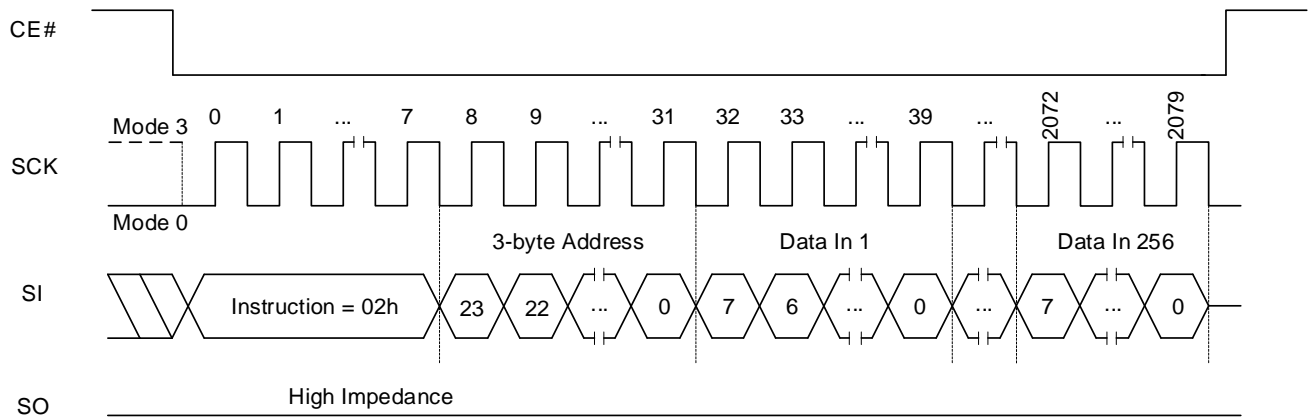 CE#
0 1 ... 7 8 9 ... 31 32 33 ... 39 ... 2072 ... 2079
Mode 3
SCK
Mode 0
3-byte Address Data In 1 Data In 256
SI Instruction = 02h 23 22 ... 0 7 6 ... 0 ... 7 ... 0
High Impedance
SO